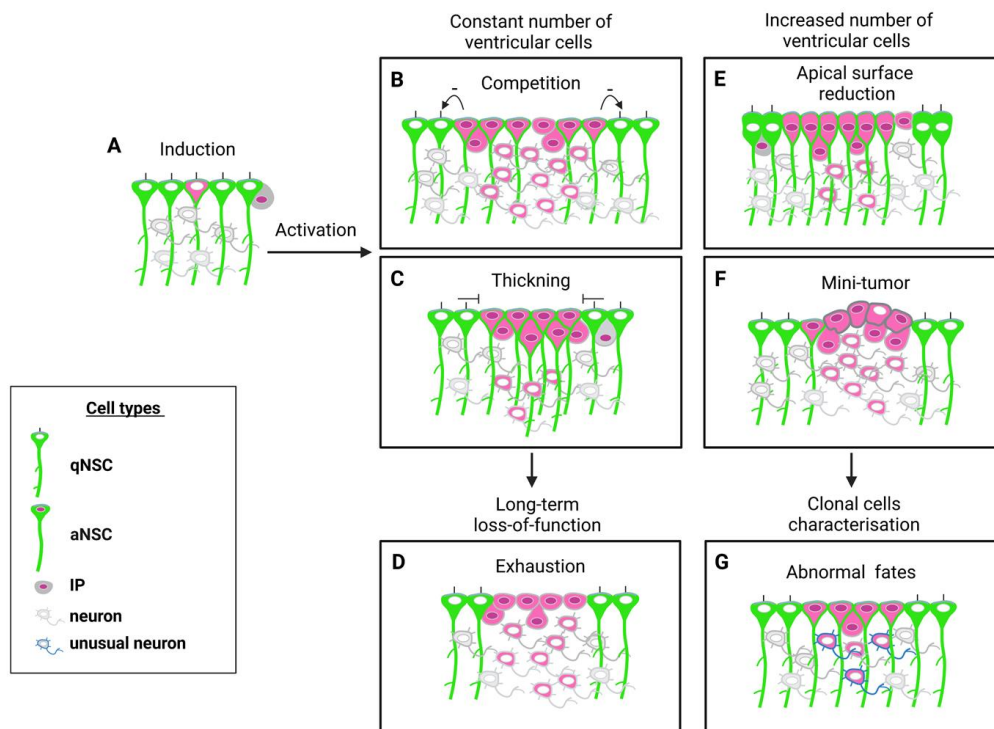 Constant number of
ventricular cells
Increased number of
ventricular cells
A
Induction
Activation
B
Competition
-
-
E
Apical surface
reduction
C
Thickning
F
Mini-tumor
Cell types
qNSC
aNSC
IP
neuron
unusual neuron
Long-term
loss-of-function
Clonal cells
characterisation
D
Exhaustion
G
Abnormal fates